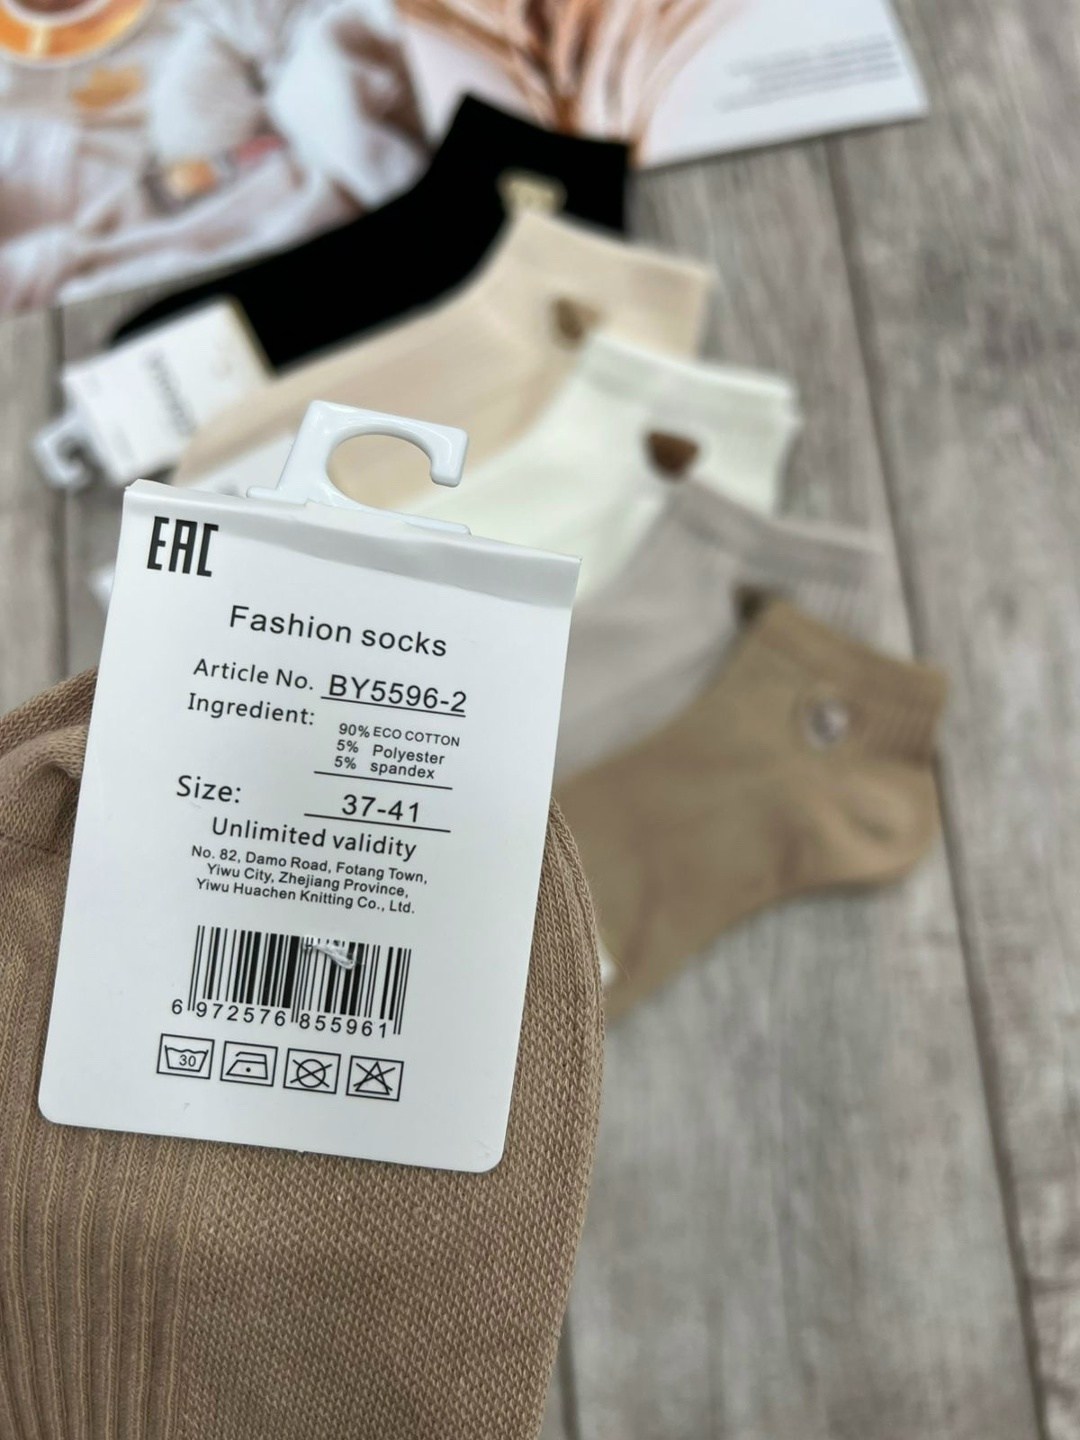 EAC
Fashion socks
Article No. BY5596-2
Ingredient:
90% ECO COTTON
5% Polyester
5% spandex
Size: 37-41
Unlimited validity
No. 82, Damo Road, Fotang Town,
Yiwu City, Zhejiang Province,
Yiwu Huachen Knitting Co., Ltd.
6 972576 855961
30